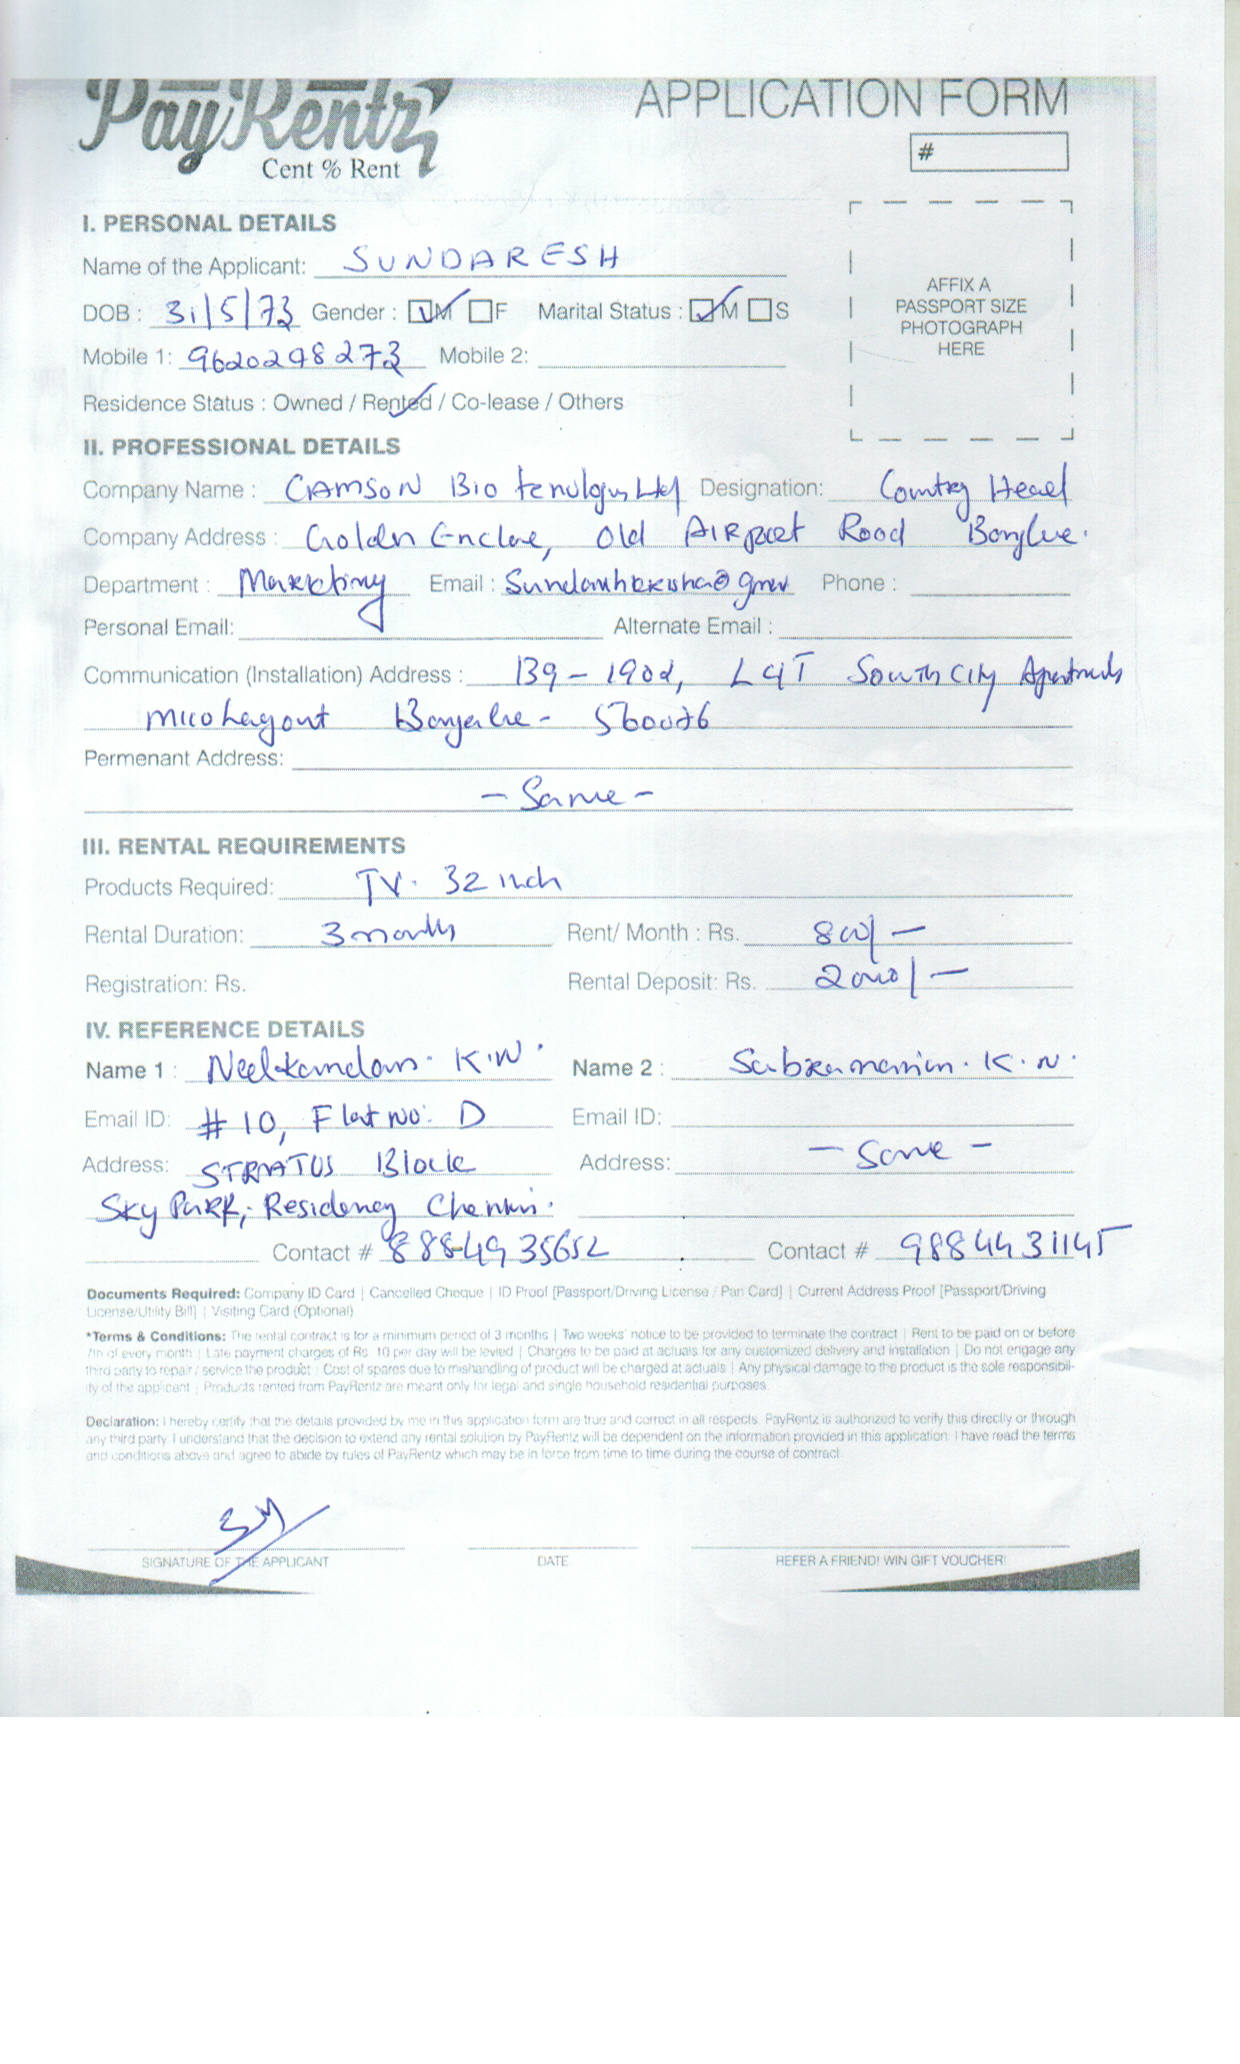 PayRentz
Cent % Rent
APPLICATION FORM
#
I. PERSONAL DETAILS
Name of the Applicant: SUNDARESH
DOB : 31/5/73 Gender : M F Marital Status : M S
Mobile 1: 9620298273 Mobile 2:
Residence Status : Owned / Rented / Co-lease / Others
AFFIX A
PASSPORT SIZE
PHOTOGRAPH
HERE
II. PROFESSIONAL DETAILS
Company Name : CAMSON Bio Ltd Designation: Country Head
Company Address : Golden Enclave, Old AIRport Road
Department : Marketing Email : Phone :
Personal Email: Alternate Email :
Communication (Installation) Address : 139 - 190d, L&T South City Apartments
Mico Layout 560076
Permenant Address:
- Same -
III. RENTAL REQUIREMENTS
Products Required: TV. 32 inch
Rental Duration: 3 months Rent/ Month : Rs. 800/-
Registration: Rs. Rental Deposit: Rs. 2000/-
IV. REFERENCE DETAILS
Name 1 : K.N. Name 2 : Subramanian. K.N.
Email ID: # 10, Flat No: D Email ID:
Address: STRATUS Block Address: - Same -
Sky Park, Residency Chennai.
Contact # 8884935652 Contact # 9884431145
Documents Required: Company ID Card | Cancelled Cheque | ID Proof [Passport/Driving License / Pan Card] | Current Address Proof [Passport/Driving
License/Utility Bill] | Visiting Card (Optional)
*Terms & Conditions: The rental contract is for a minimum period of 3 months | Two weeks' notice to be provided to terminate the contract | Rent to be paid on or before
7th of every month | Late payment charges of Rs. 10 per day will be levied | Charges to be paid at actuals for any customized delivery and installation | Do not engage any
third party to repair / service the product | Cost of spares due to mishandling of product will be charged at actuals | Any physical damage to the product is the sole responsibil-
ity of the applicant | Products rented from PayRentz are meant only for legal and single household residential purposes.
Declaration: I hereby certify that the details provided by me in this application form are true and correct in all respects. PayRentz is authorized to verify this directly or through
any third party. I understand that the decision to extend any rental solution by PayRentz will be dependent on the information provided in this application. I have read the terms
and conditions above and agree to abide by rules of PayRentz which may be in force from time to time during the course of contract.
SIGNATURE OF THE APPLICANT DATE REFER A FRIEND! WIN GIFT VOUCHER!